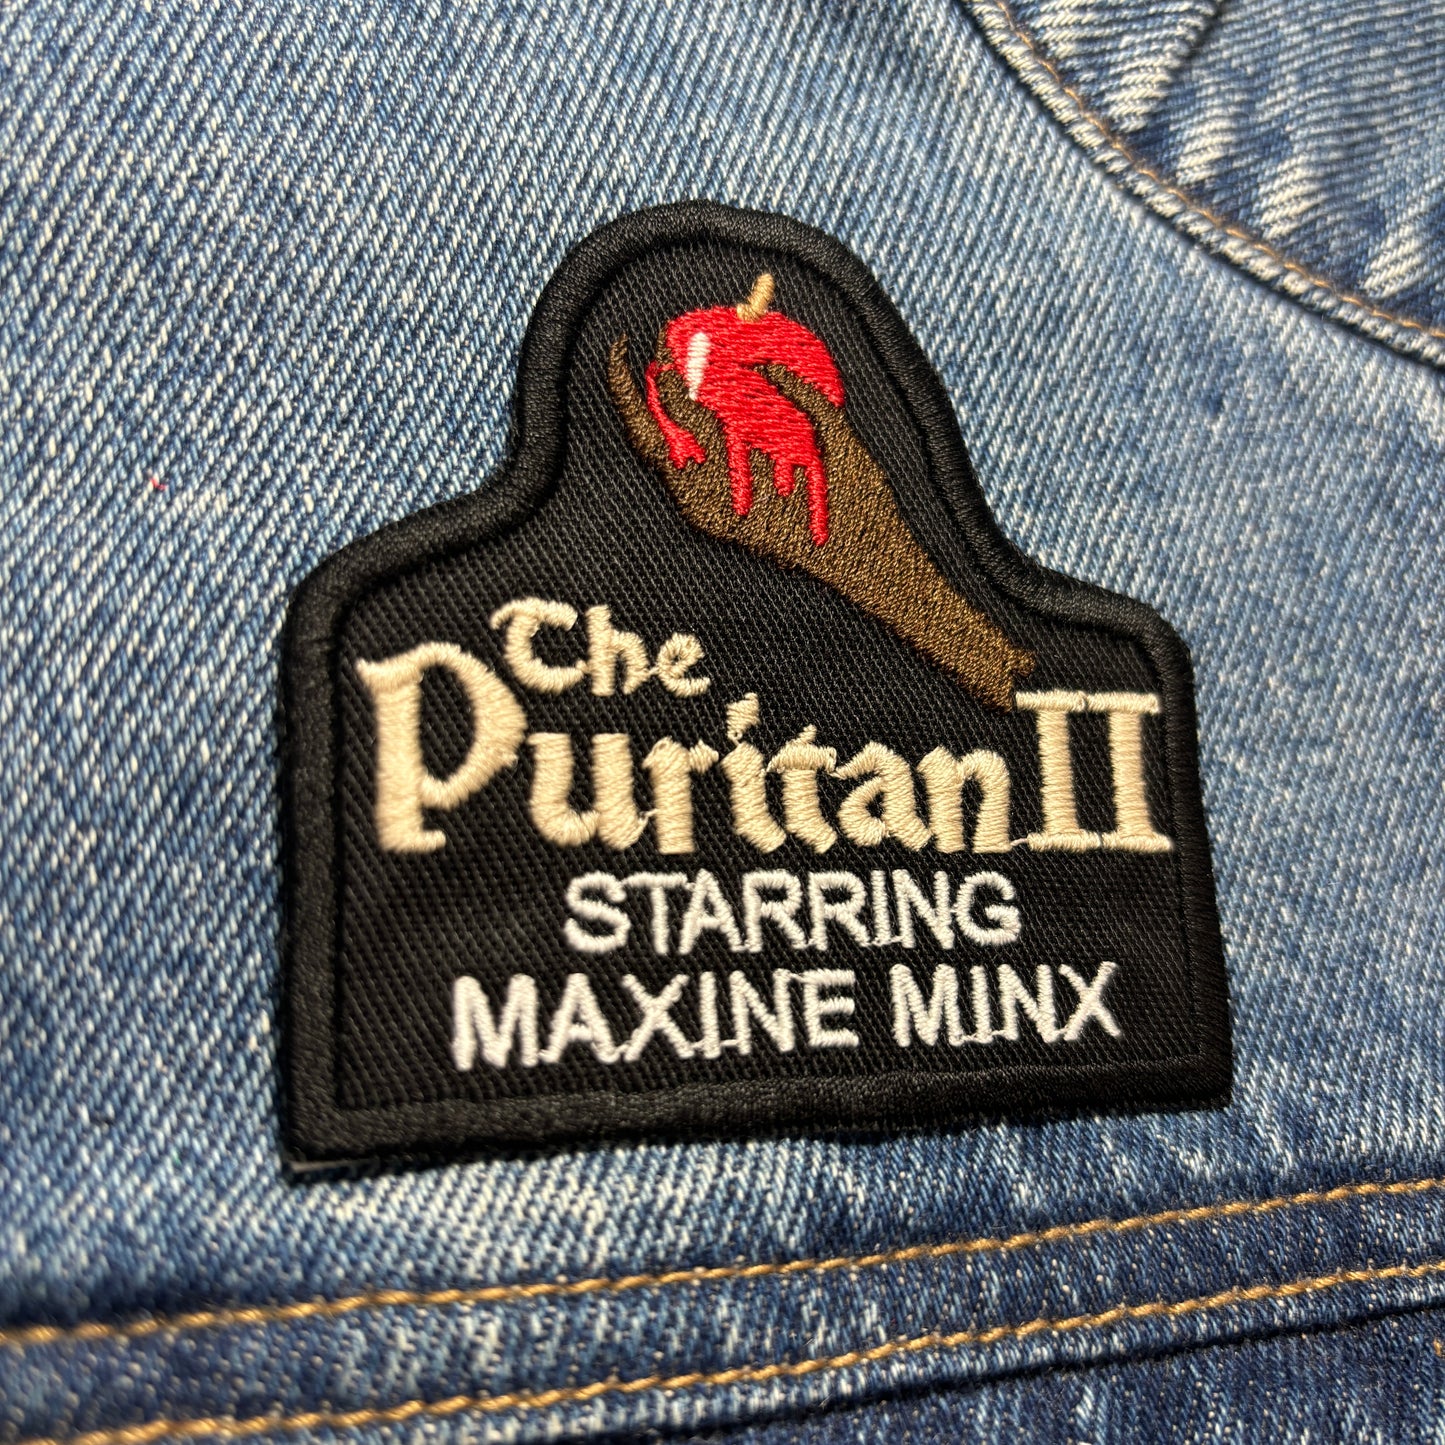 The
Puritan II
STARRING
MAXINE MINX